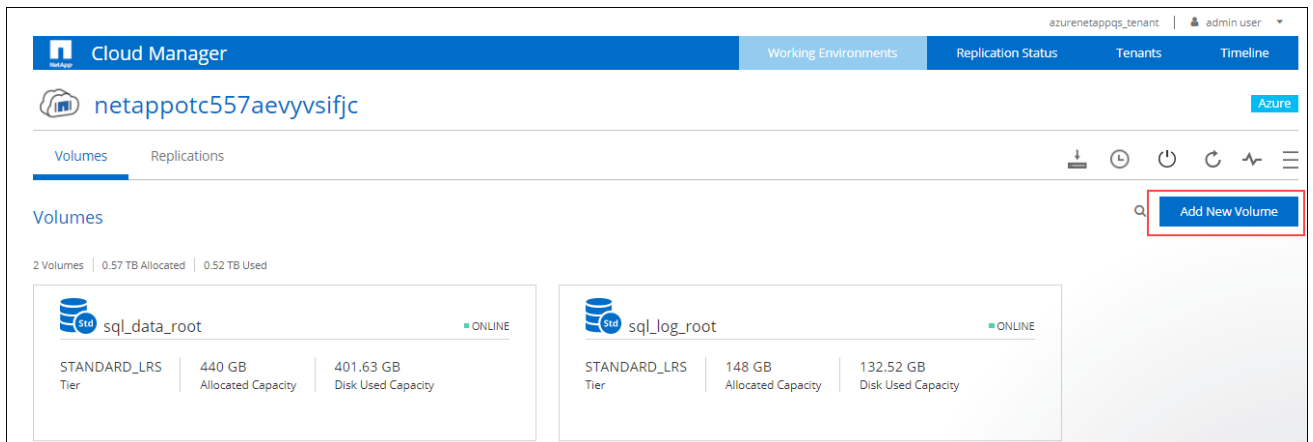 azurenetappqs_tenant | admin user
NetApp Cloud Manager Working Environments Replication Status Tenants Timeline
netappotc557aevyvsifjc Azure
Volumes Replications
Volumes Add New Volume
2 Volumes | 0.57 TB Allocated | 0.52 TB Used
Std sql_data_root ONLINE Std sql_log_root ONLINE
STANDARD_LRS 440 GB 401.63 GB STANDARD_LRS 148 GB 132.52 GB
Tier Allocated Capacity Disk Used Capacity Tier Allocated Capacity Disk Used Capacity